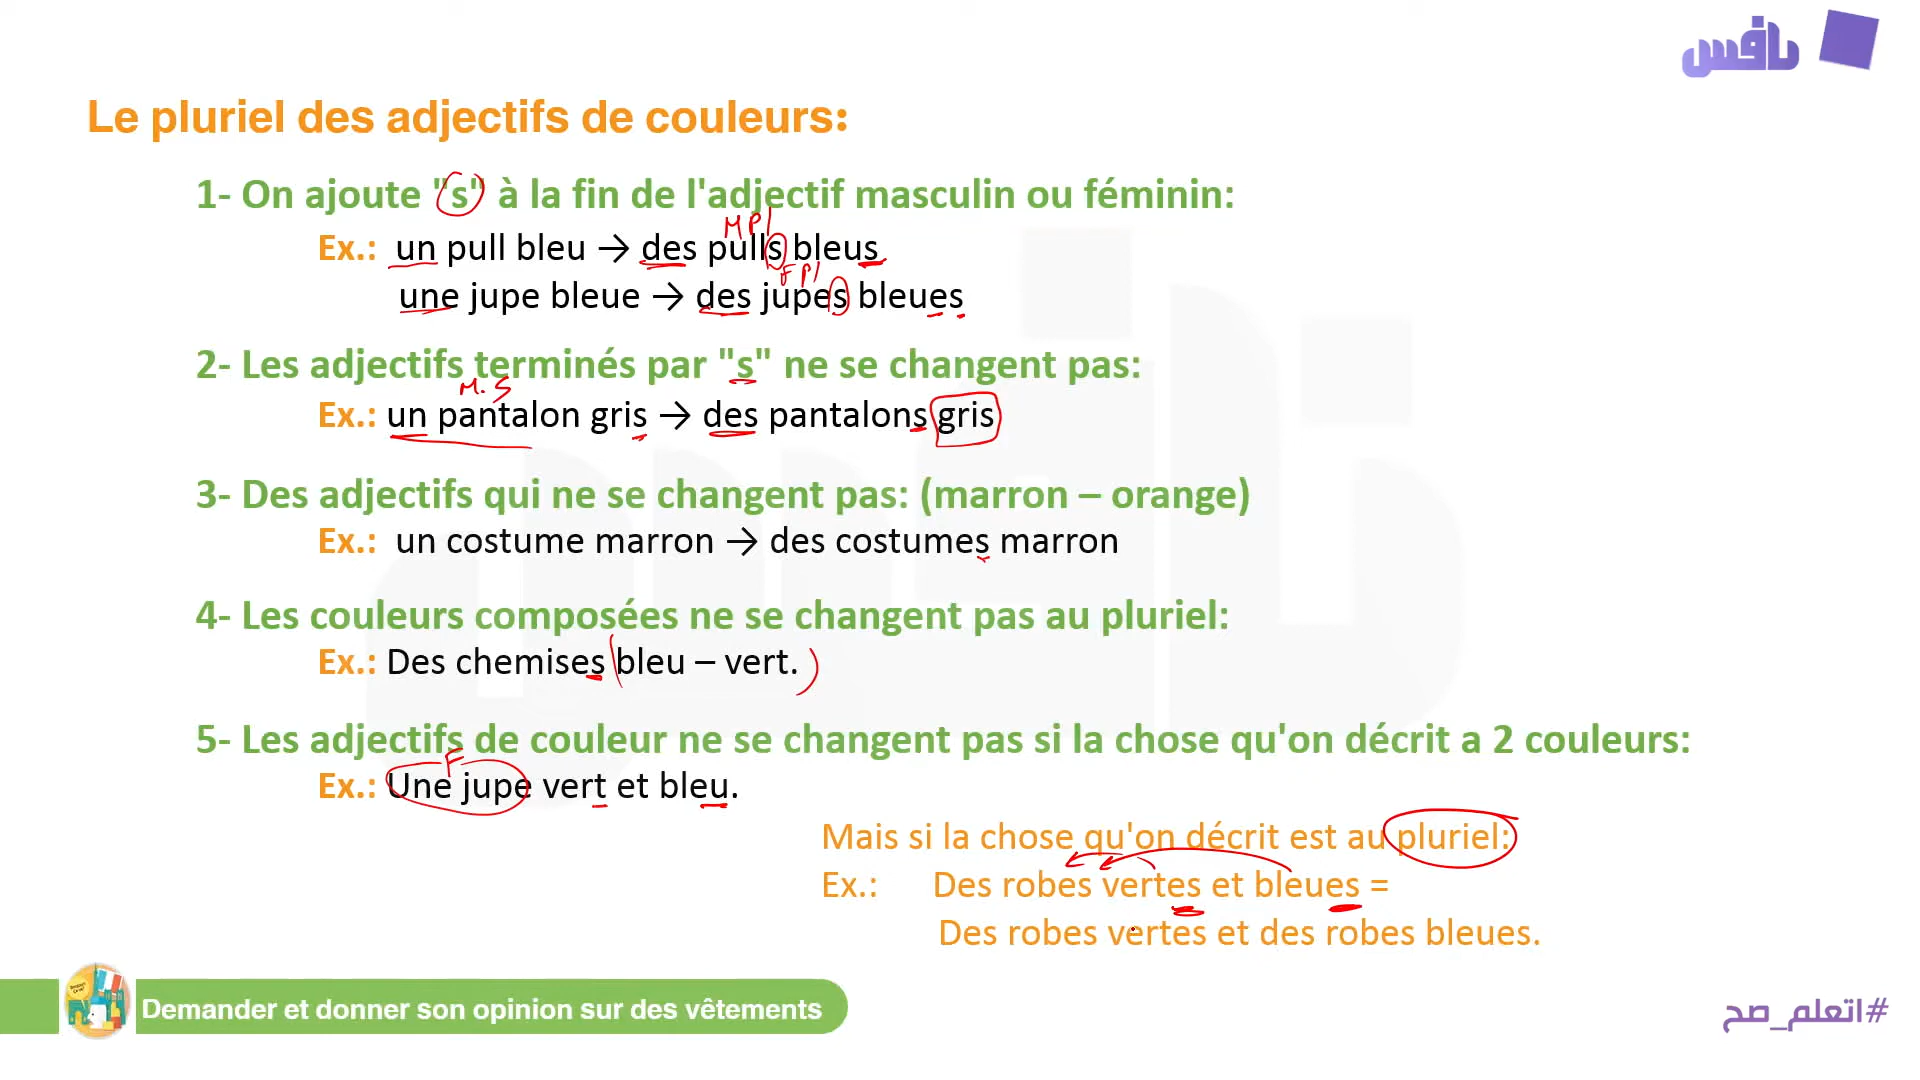 نافس
Le pluriel des adjectifs de couleurs:
1- On ajoute "s" à la fin de l'adjectif masculin ou féminin:
M Pl
Ex.: un pull bleu → des pulls bleus
F Pl
une jupe bleue → des jupes bleues
2- Les adjectifs terminés par "s" ne se changent pas:
M. S
Ex.: un pantalon gris → des pantalons gris
3- Des adjectifs qui ne se changent pas: (marron – orange)
Ex.: un costume marron → des costumes marron
4- Les couleurs composées ne se changent pas au pluriel:
Ex.: Des chemises (bleu – vert.)
5- Les adjectifs de couleur ne se changent pas si la chose qu'on décrit a 2 couleurs:
F
Ex.: Une jupe vert et bleu.
Mais si la chose qu'on décrit est au pluriel:
Ex.: Des robes vertes et bleues =
Des robes vertes et des robes bleues.
Demander et donner son opinion sur des vêtements
#اتعلم_صح